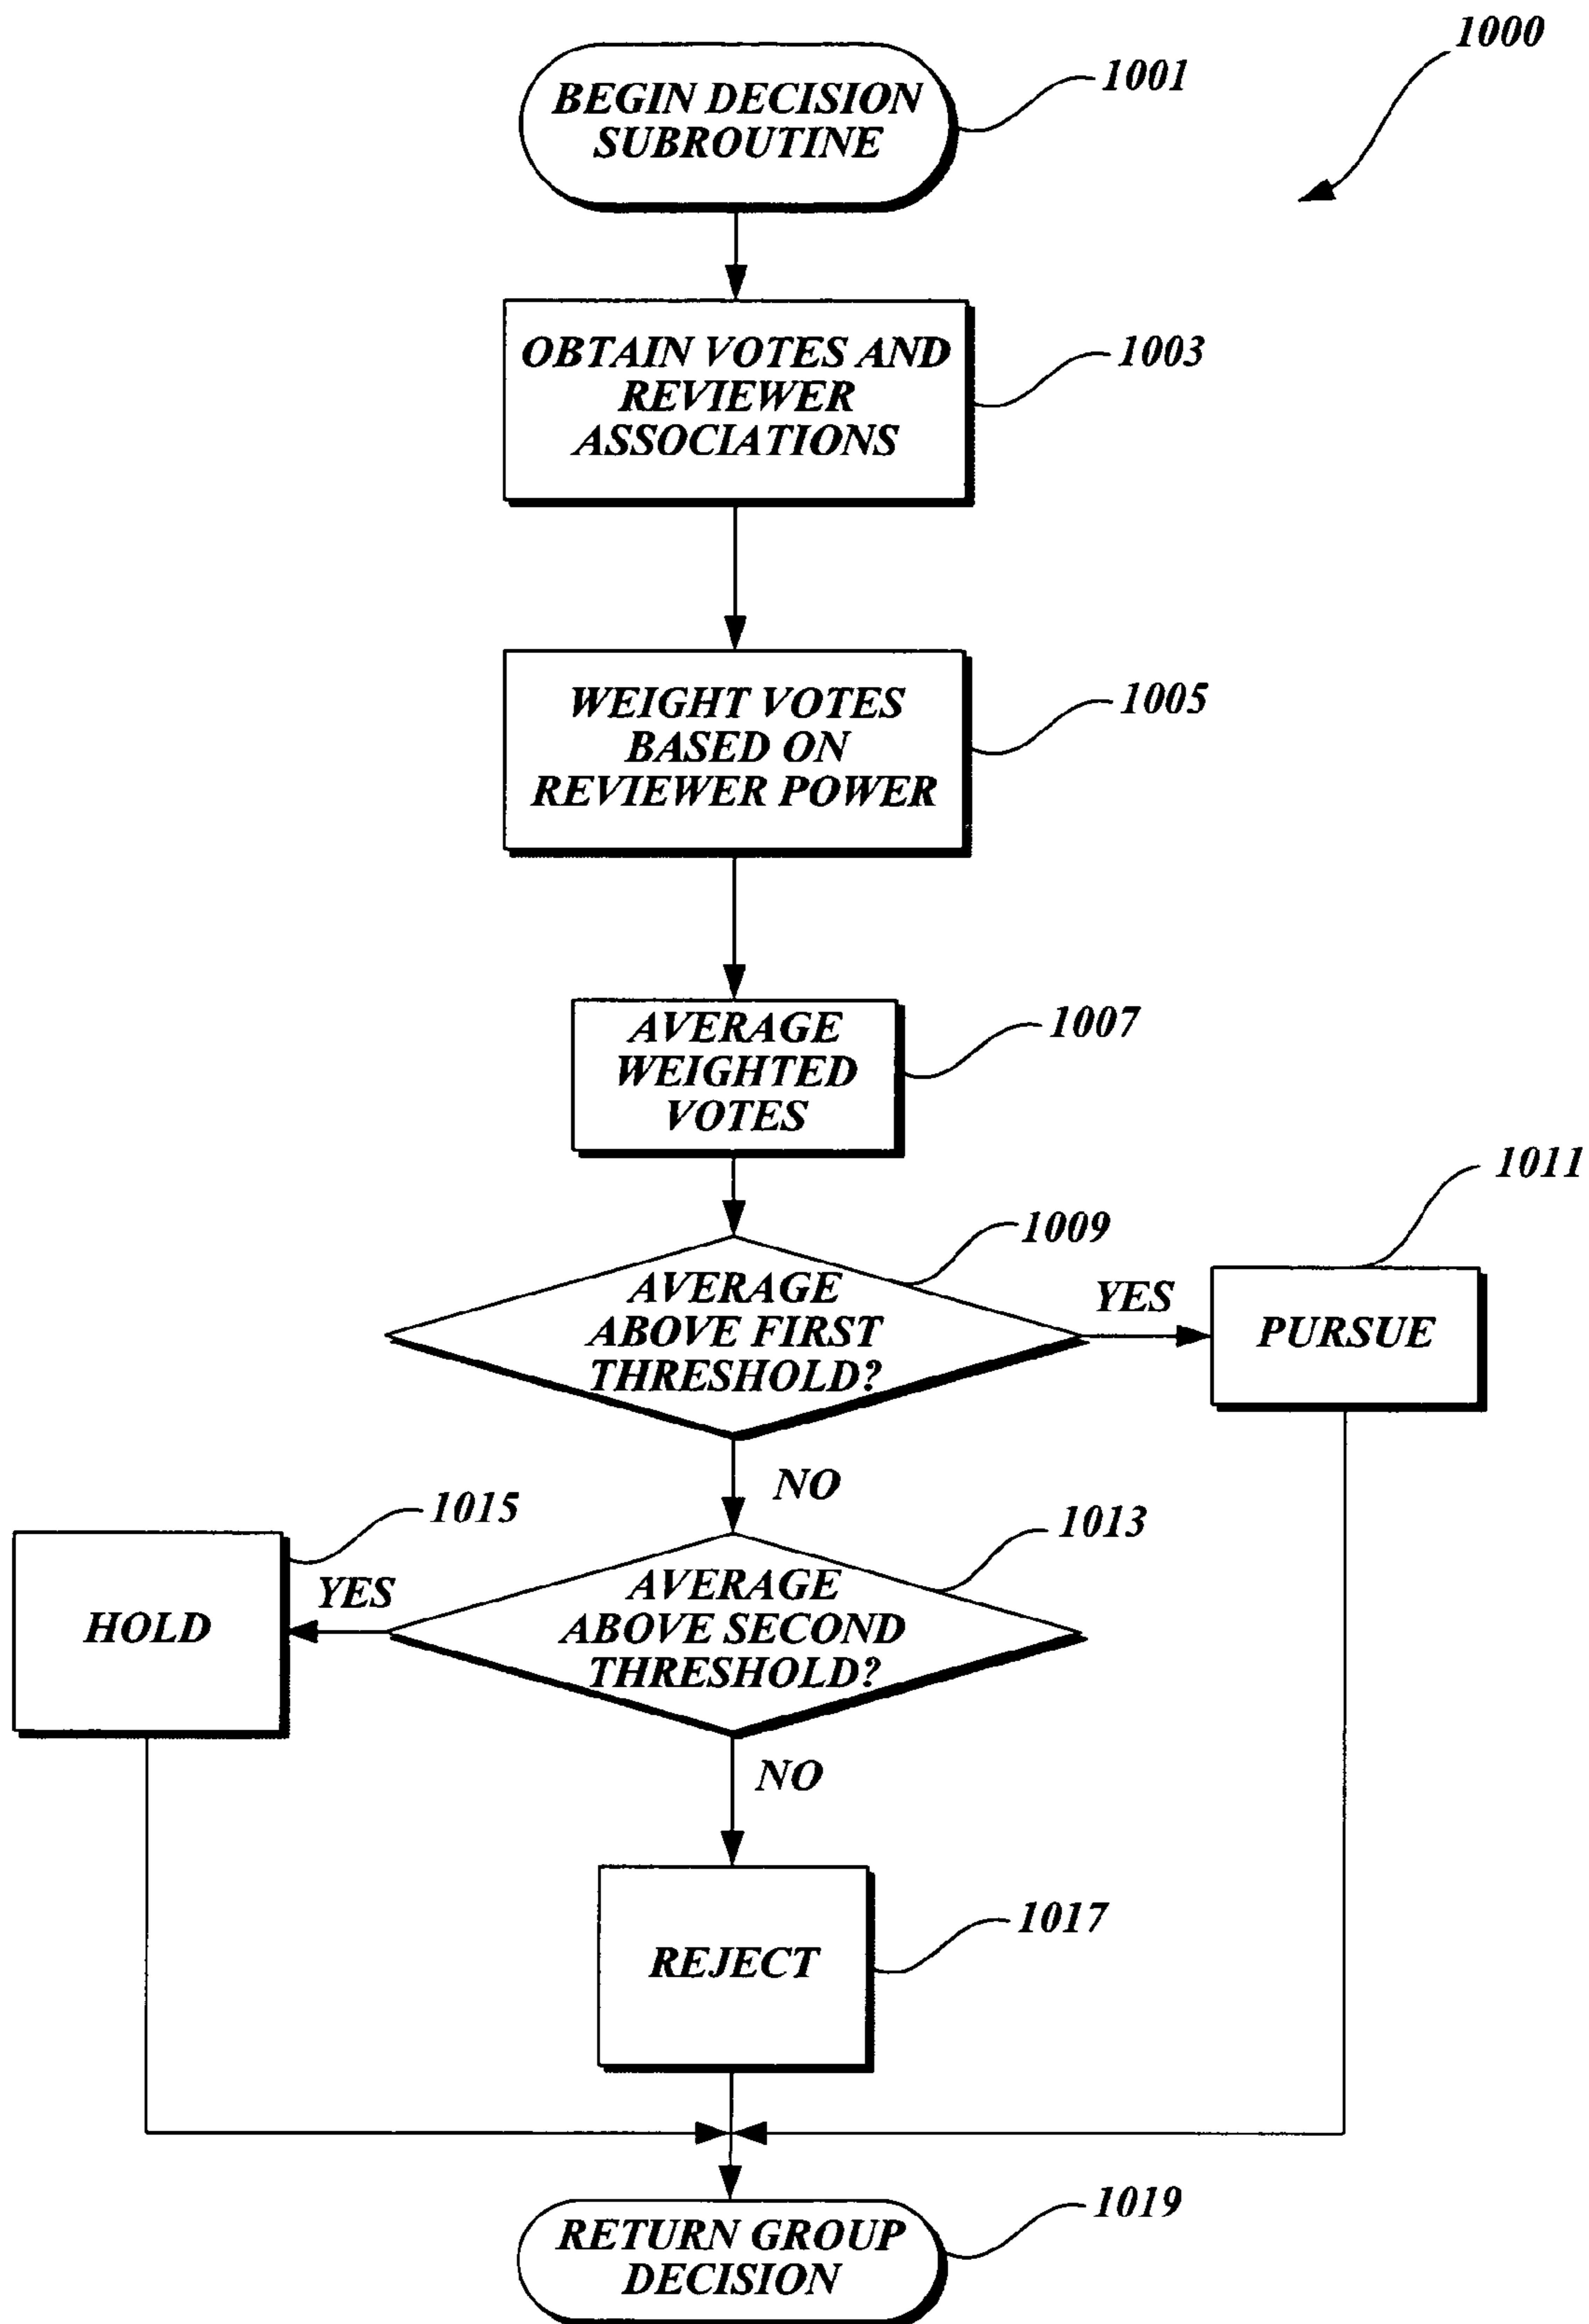 1000
BEGIN DECISION
SUBROUTINE
1001
OBTAIN VOTES AND
REVIEWER
ASSOCIATIONS
1003
WEIGHT VOTES
BASED ON
REVIEWER POWER
1005
AVERAGE
WEIGHTED
VOTES
1007
AVERAGE
ABOVE FIRST
THRESHOLD?
1009
YES
PURSUE
1011
NO
AVERAGE
ABOVE SECOND
THRESHOLD?
1013
YES
HOLD
1015
NO
REJECT
1017
RETURN GROUP
DECISION
1019